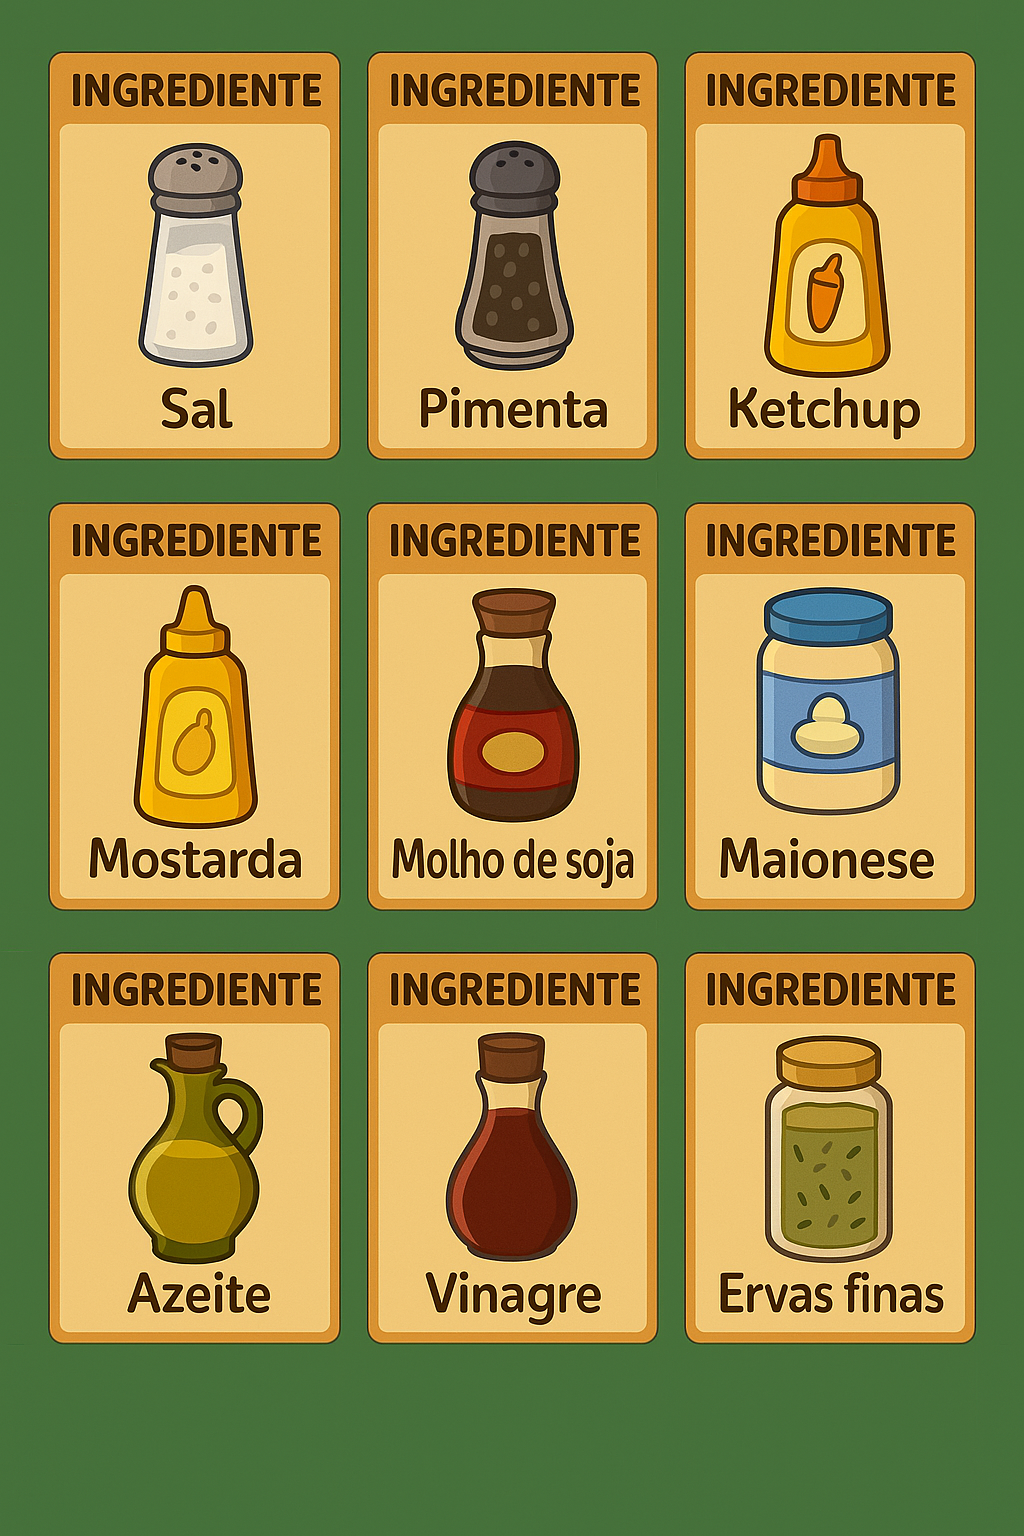 INGREDIENTE
Sal
INGREDIENTE
Pimenta
INGREDIENTE
Ketchup
INGREDIENTE
Mostarda
INGREDIENTE
Molho de soja
INGREDIENTE
Maionese
INGREDIENTE
Azeite
INGREDIENTE
Vinagre
INGREDIENTE
Ervas finas